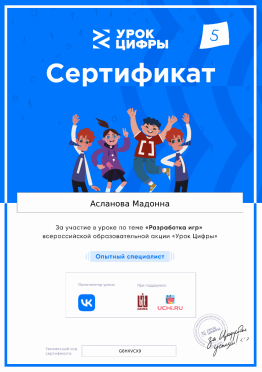 УРОК
ЦИФРЫ
5
Сертификат
Асланова Мадонна
За участие в уроке по теме «Разработка игр»
всероссийской образовательной акции «Урок Цифры»
Опытный специалист
Организатор урока
При поддержке
UCHi.RU
Уникальный код
сертификата